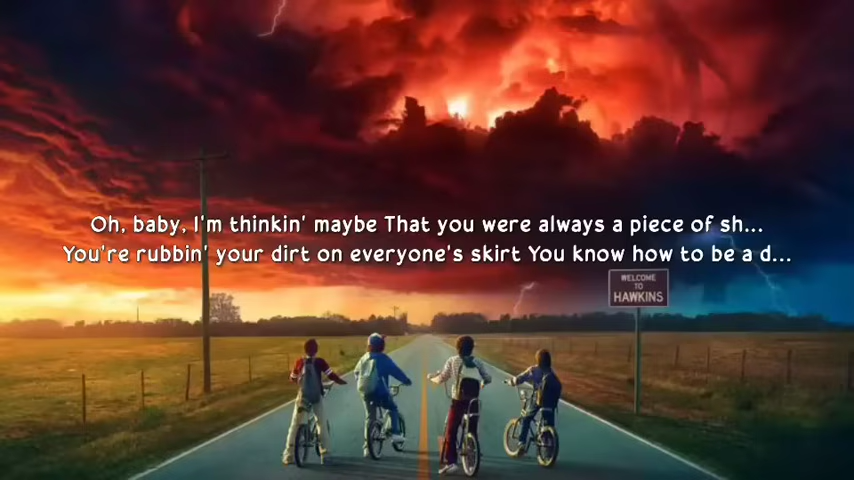 Oh, baby, I'm thinkin' maybe That you were always a piece of sh...
You're rubbin' your dirt on everyone's skirt You know how to be a d...
WELCOME
TO
HAWKINS